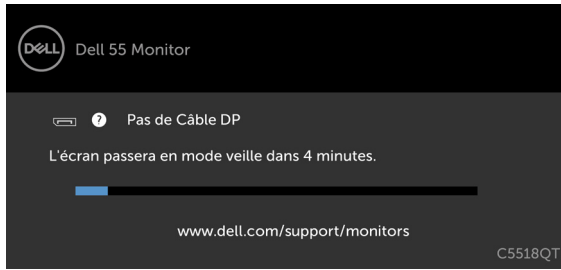 DELL
Dell 55 Monitor
? Pas de Câble DP
L'écran passera en mode veille dans 4 minutes.
www.dell.com/support/monitors
C5518QT